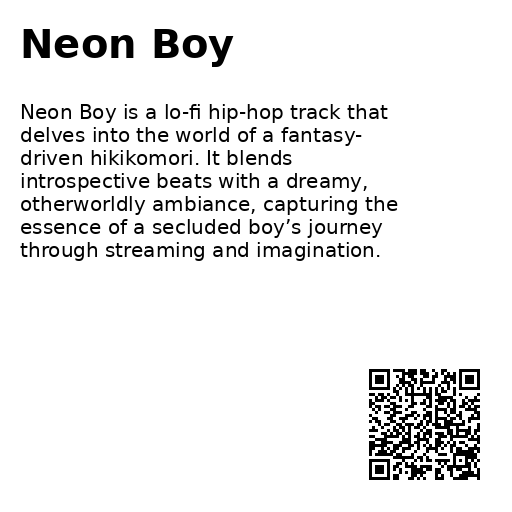 Neon Boy
Neon Boy is a lo-fi hip-hop track that
delves into the world of a fantasy-
driven hikikomori. It blends
introspective beats with a dreamy,
otherworldly ambiance, capturing the
essence of a secluded boy’s journey
through streaming and imagination.